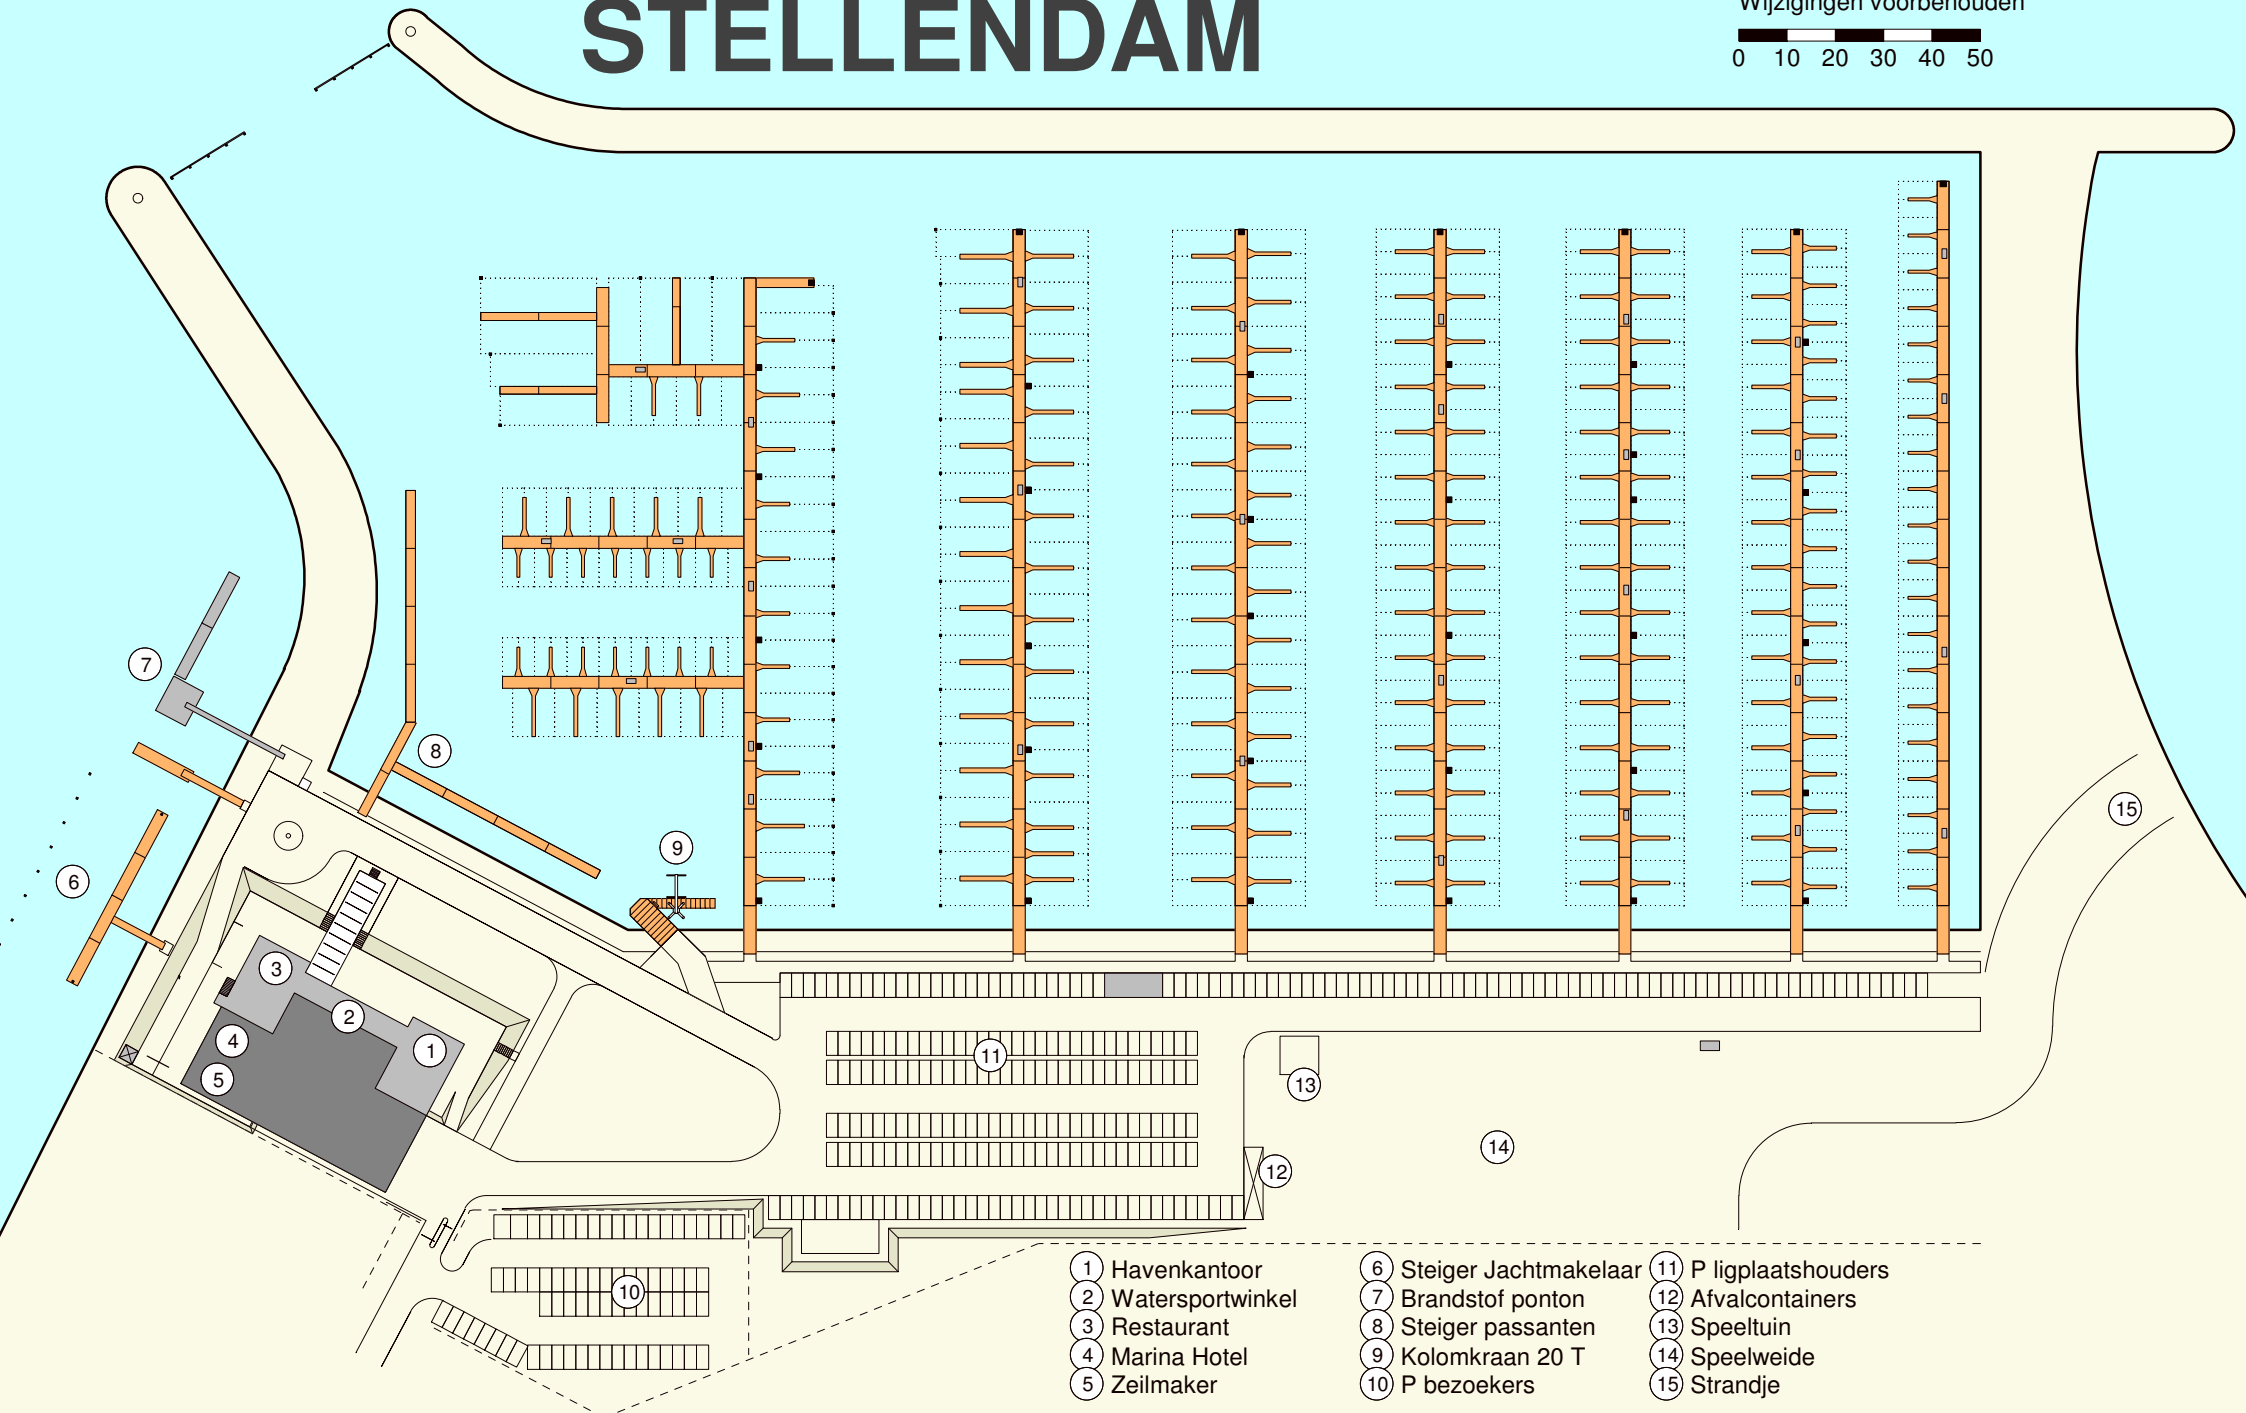 STELLENDAM
Wijzigingen voorbehouden
0 10 20 30 40 50
7
8
6
9
15
3
2
1
4
5
11
13
14
12
10
1 Havenkantoor
2 Watersportwinkel
3 Restaurant
4 Marina Hotel
5 Zeilmaker
6 Steiger Jachtmakelaar
7 Brandstof ponton
8 Steiger passanten
9 Kolomkraan 20 T
10 P bezoekers
11 P ligplaatshouders
12 Afvalcontainers
13 Speeltuin
14 Speelweide
15 Strandje